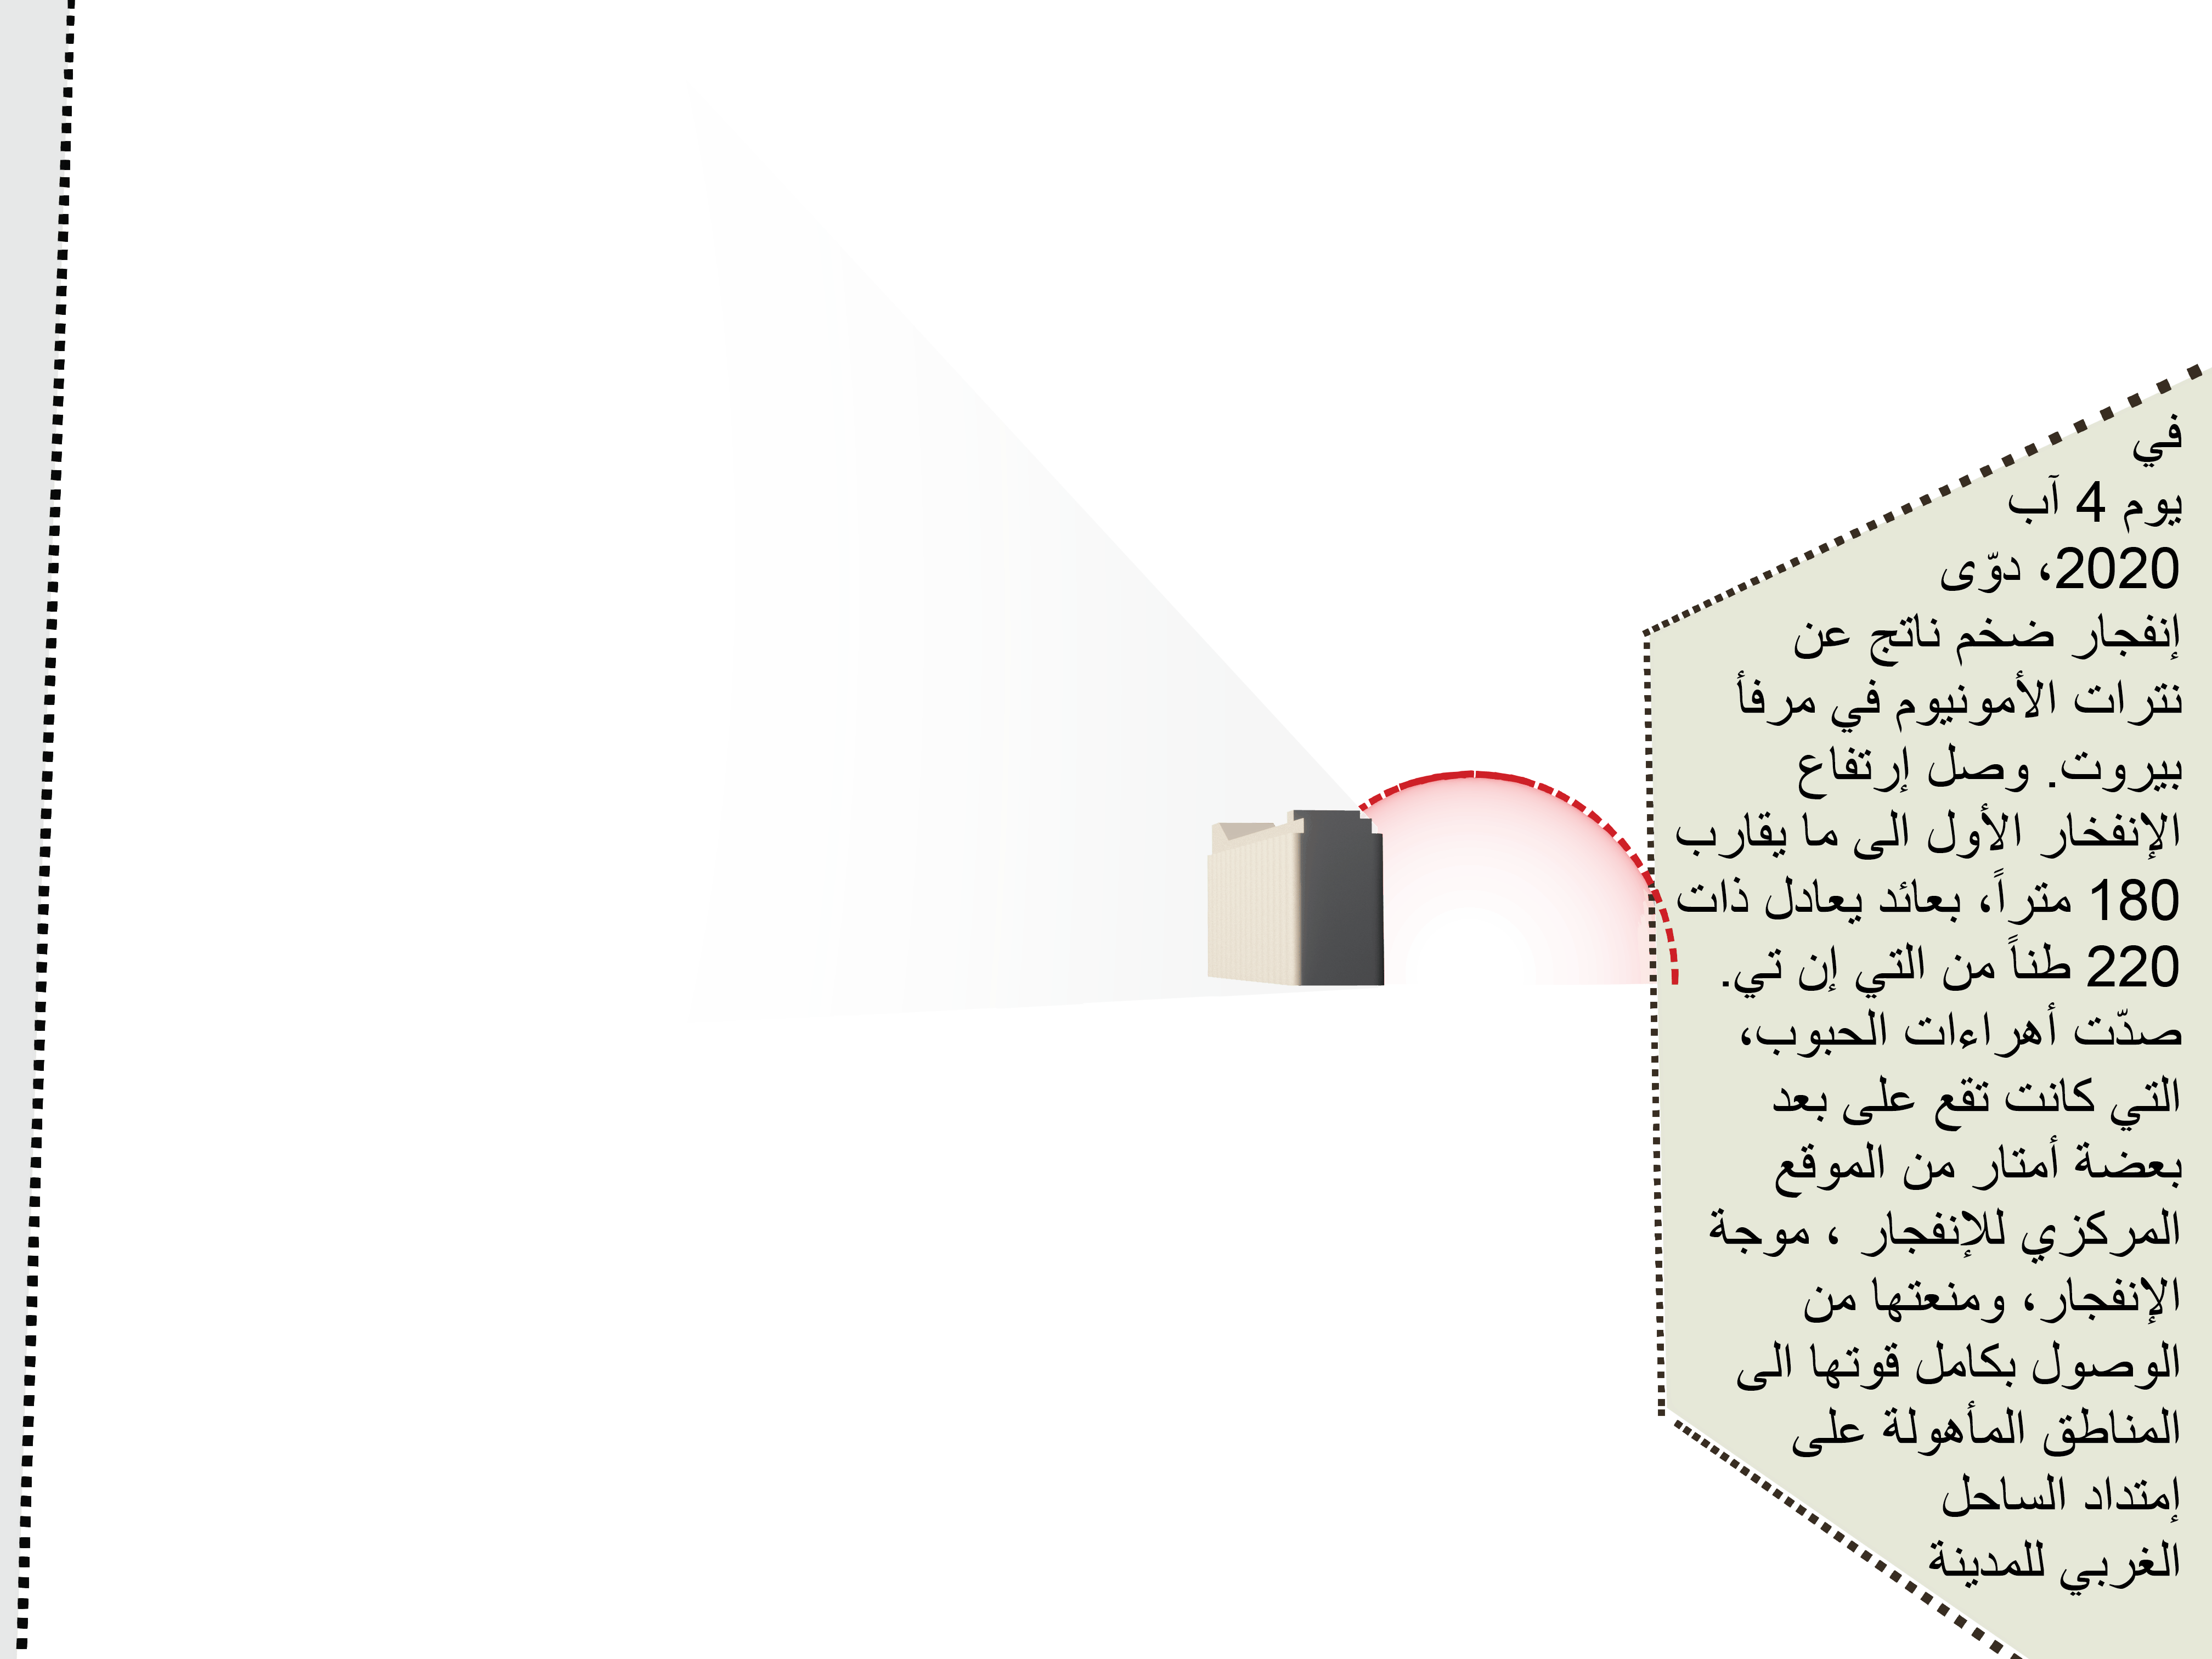 في
يوم 4 آب
2020، دوّى
إنفجار ضخم ناتج عن
نترات الأمونيوم في مرفأ
بيروت. وصل إرتفاع
الإنفخار الأول الى ما يقارب
180 متراً، بعائد يعادل ذات
220 طناً من التي إن تي.
صدّت أهراءات الحبوب،
التي كانت تقع على بعد
بعضة أمتار من الموقع
المركزي للإنفجار ، موجة
الإنفجار، ومنعتها من
الوصول بكامل قوتها الى
المناطق المأهولة على
إمتداد الساحل
الغربي للمدينة